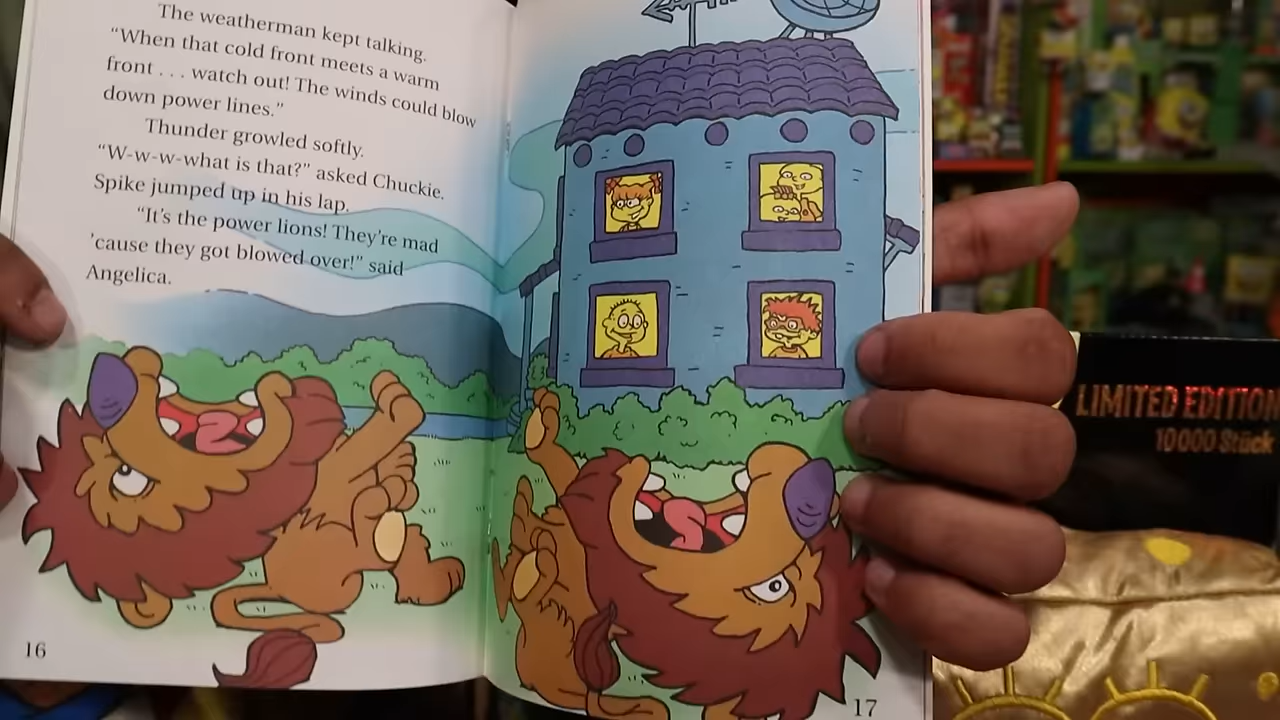 The weatherman kept talking.
“When that cold front meets a warm
front . . . watch out! The winds could blow
down power lines.”
Thunder growled softly.
“W-w-w-what is that?” asked Chuckie.
Spike jumped up in his lap.
“It’s the power lions! They’re mad
’cause they got blowed over!” said
Angelica.
16
17
LIMITED EDITION
10000 Stück